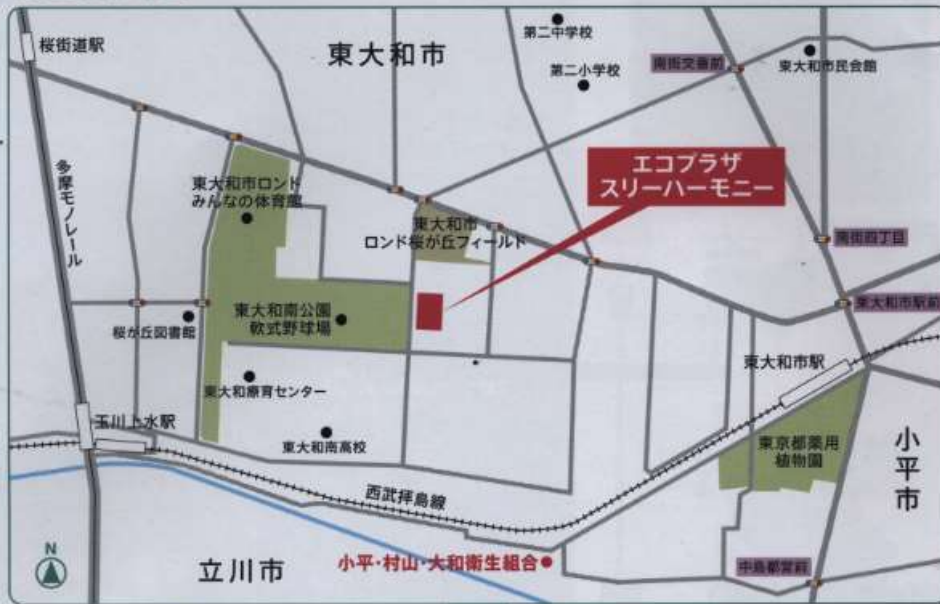 桜街道駅
東大和市
第二中学校
第二小学校
南街交番前
東大和市民会館
エコプラザ
スリーハーモニー
多摩モノレール
東大和市ロンド
みんなの体育館
東大和市
ロンド桜が丘フィールド
南街四丁目
東大和市駅前
桜が丘図書館
東大和南公園
軟式野球場
東大和市駅
東大和療育センター
玉川上水駅
東大和南高校
東京都薬用
植物園
小平市
西武拝島線
N
立川市
小平・村山・大和衛生組合
中島都営前